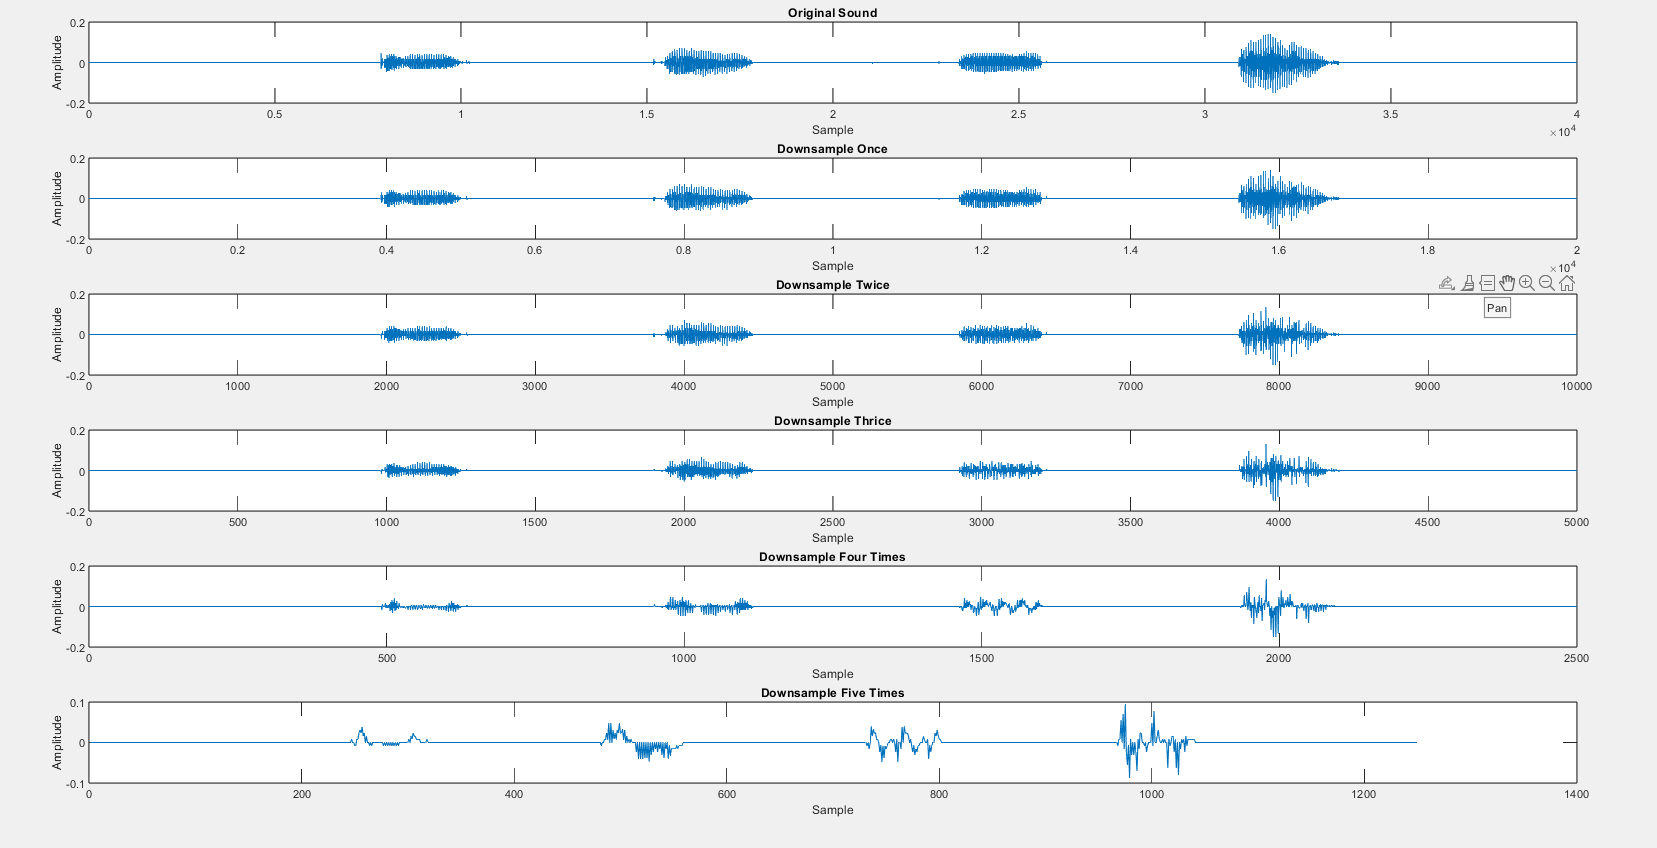 Original Sound
0.2
0
-0.2
Amplitude
0 0.5 1 1.5 2 2.5 3 3.5 4
Sample
×10^4
Downsample Once
0.2
0
-0.2
Amplitude
0 0.2 0.4 0.6 0.8 1 1.2 1.4 1.6 1.8 2
Sample
×10^4
Downsample Twice
Pan
0.2
0
-0.2
Amplitude
0 1000 2000 3000 4000 5000 6000 7000 8000 9000 10000
Sample
Downsample Thrice
0.2
0
-0.2
Amplitude
0 500 1000 1500 2000 2500 3000 3500 4000 4500 5000
Sample
Downsample Four Times
0.2
0
-0.2
Amplitude
0 500 1000 1500 2000 2500
Sample
Downsample Five Times
0.1
0
-0.1
Amplitude
0 200 400 600 800 1000 1200 1400
Sample